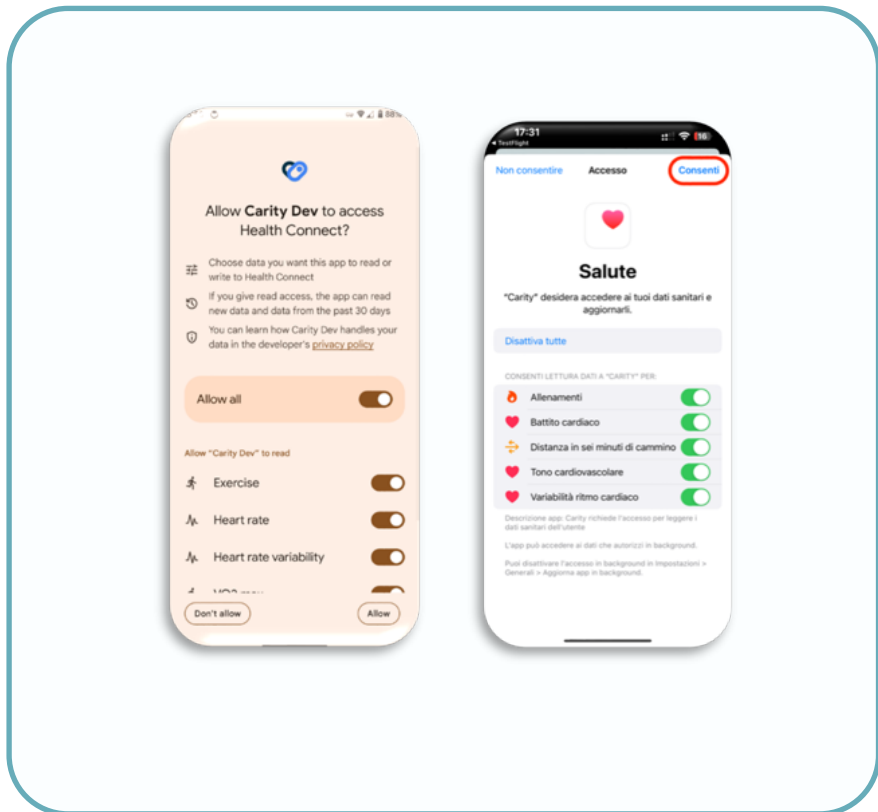 88%
Allow Carity Dev to access
Health Connect?
Choose data you want this app to read or
write to Health Connect
If you give read access, the app can read
new data and data from the past 30 days
You can learn how Carity Dev handles your
data in the developer's privacy policy
Allow all
Allow "Carity Dev" to read
Exercise
Heart rate
Heart rate variability
VO2 max
Don't allow
Allow
17:31
TestFlight
16
Non consentire
Accesso
Consenti
Salute
"Carity" desidera accedere ai tuoi dati sanitari e
aggiornarli.
Disattiva tutte
CONSENTI LETTURA DATI A "CARITY" PER:
Allenamenti
Battito cardiaco
Distanza in sei minuti di cammino
Tono cardiovascolare
Variabilità ritmo cardiaco
Descrizione app: Carity richiede l'accesso per leggere i
dati sanitari dell'utente
L'app può accedere ai dati che autorizzi in background.
Puoi disattivare l'accesso in background in Impostazioni >
Generali > Aggiorna app in background.